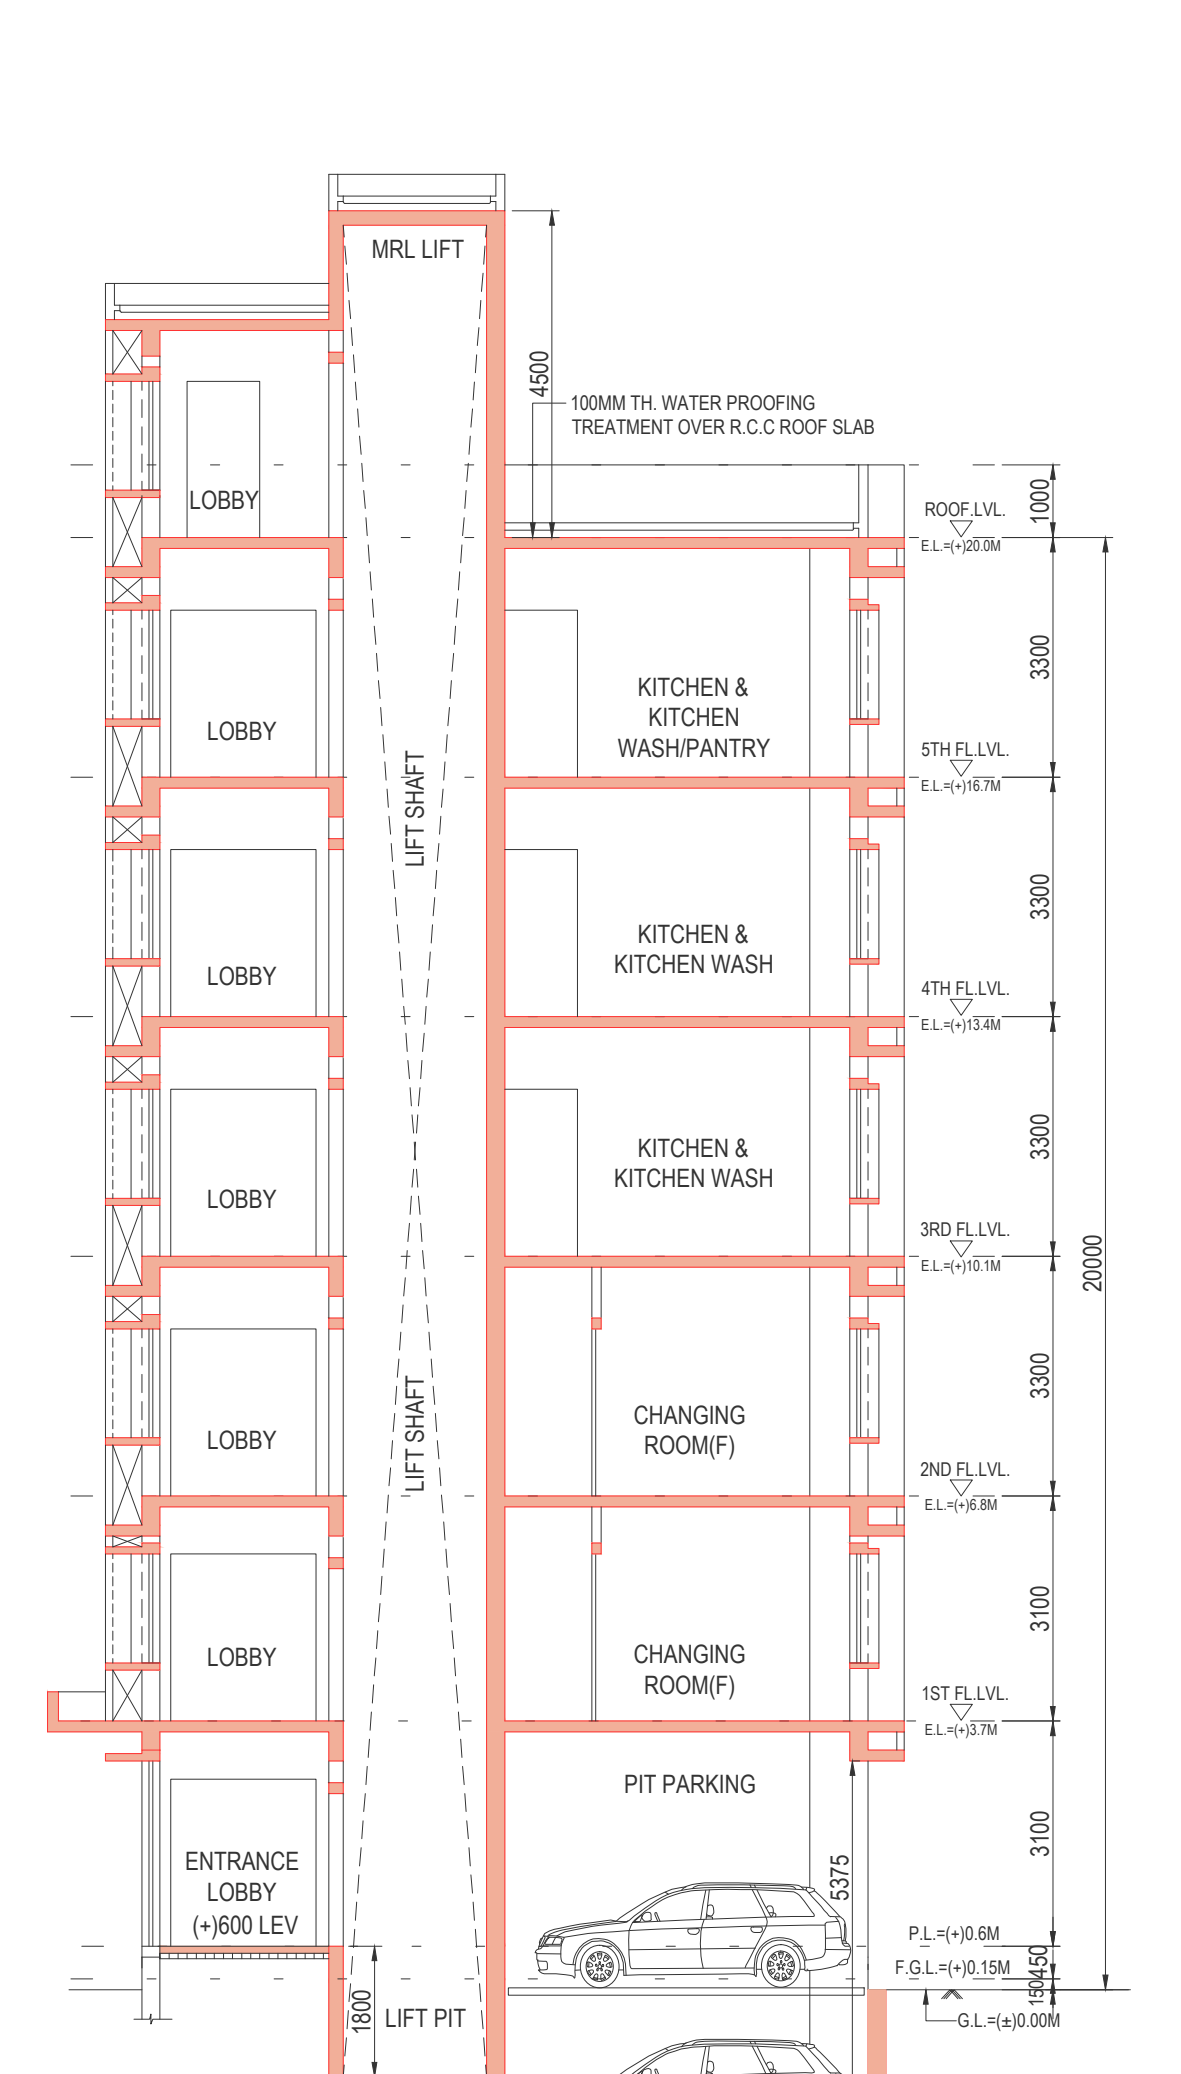 MRL LIFT
4500
100MM TH. WATER PROOFING
TREATMENT OVER R.C.C ROOF SLAB
LOBBY
1000
ROOF.LVL.
E.L.=(+)20.0M
3300
KITCHEN &
KITCHEN
WASH/PANTRY
LOBBY
5TH FL.LVL.
E.L.=(+)16.7M
LIFT SHAFT
3300
KITCHEN &
KITCHEN WASH
LOBBY
4TH FL.LVL.
E.L.=(+)13.4M
3300
KITCHEN &
KITCHEN WASH
LOBBY
3RD FL.LVL.
E.L.=(+)10.1M
20000
3300
LIFT SHAFT
CHANGING
ROOM(F)
LOBBY
2ND FL.LVL.
E.L.=(+)6.8M
3100
CHANGING
ROOM(F)
LOBBY
1ST FL.LVL.
E.L.=(+)3.7M
PIT PARKING
3100
ENTRANCE
LOBBY
(+)600 LEV
5375
P.L.=(+)0.6M
450
F.G.L.=(+)0.15M
150
1800
LIFT PIT
G.L.=(±)0.00M